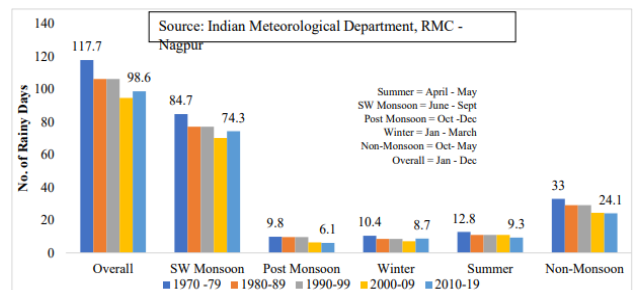 Source: Indian Meteorological Department, RMC -
Nagpur
No. of Rainy Days
140
120
100
80
60
40
20
0
117.7
98.6
84.7
74.3
9.8
6.1
10.4
8.7
12.8
9.3
33
24.1
Summer = April - May
SW Monsoon = June - Sept
Post Monsoon = Oct -Dec
Winter = Jan - March
Non-Monsoon = Oct- May
Overall = Jan - Dec
Overall SW Monsoon Post Monsoon Winter Summer Non-Monsoon
1970 -79 1980-89 1990-99 2000-09 2010-19